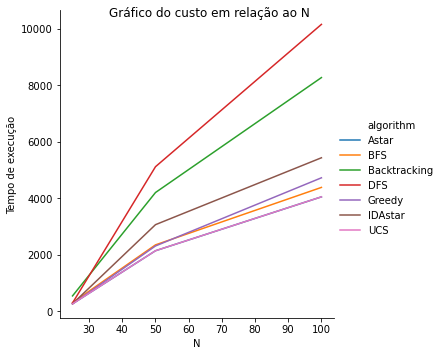 Gráfico do custo em relação ao N
10000
8000
6000
4000
2000
0
Tempo de execução
30 40 50 60 70 80 90 100
N
algorithm
Astar
BFS
Backtracking
DFS
Greedy
IDAstar
UCS